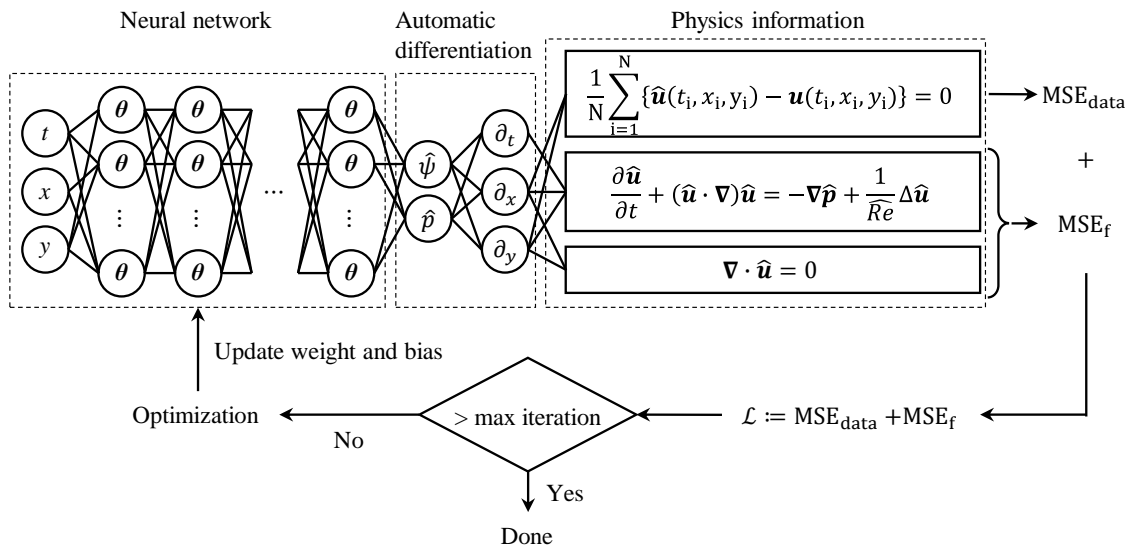 Neural network
Automatic
differentiation
Physics information
t
x
y
θ
θ
⋮
θ
θ
θ
⋮
θ
...
θ
θ
⋮
θ
ψ̂
p̂
∂t
∂x
∂y
1/N ∑_{i=1}^{N} {û(t_i, x_i, y_i) − u(t_i, x_i, y_i)} = 0
∂û/∂t + (û · ∇)û = −∇p̂ + 1/R̂e Δû
∇ · û = 0
MSE_data
+
MSE_f
Update weight and bias
Optimization
No
> max iteration
ℒ ≔ MSE_data +MSE_f
Yes
Done